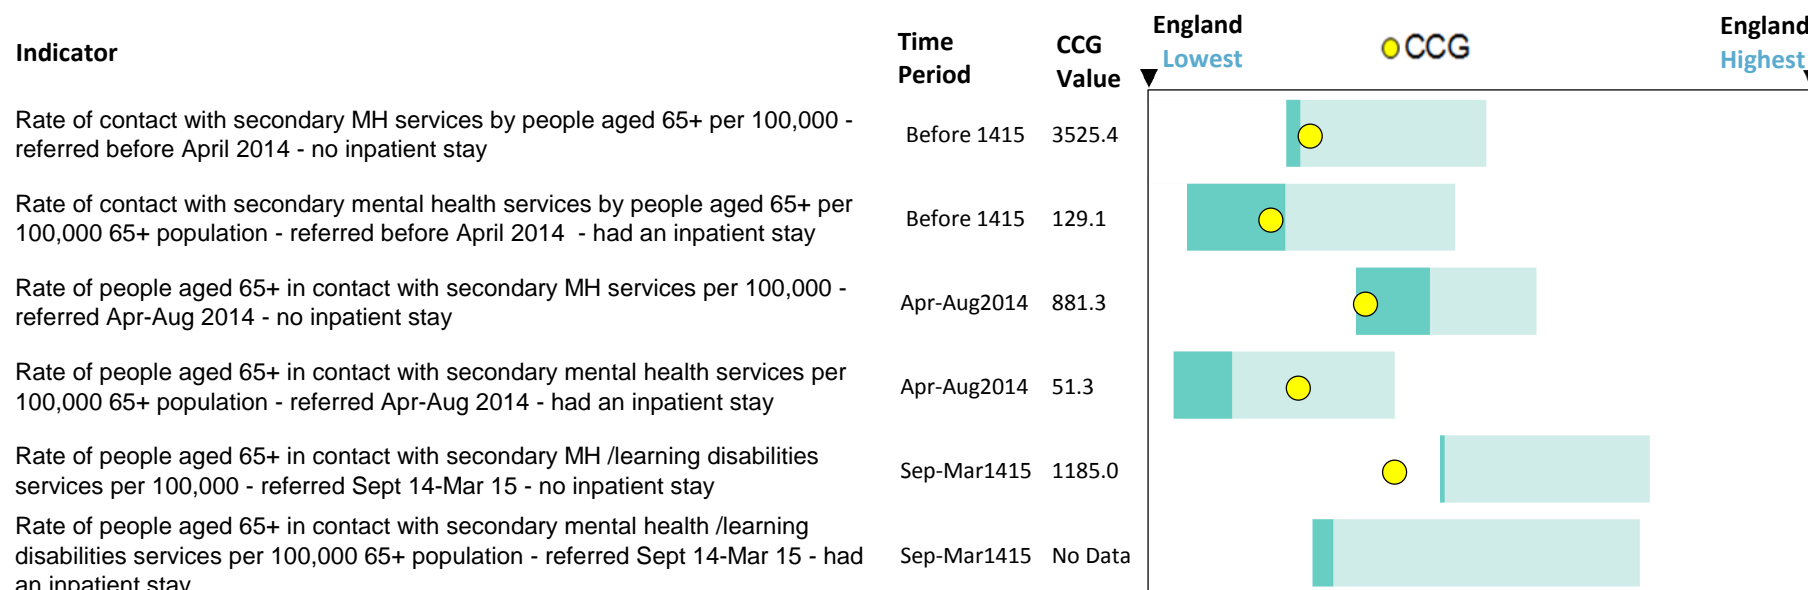 Indicator
Time Period
CCG Value
England Lowest
CCG
England Highest
Rate of contact with secondary MH services by people aged 65+ per 100,000 -
referred before April 2014 - no inpatient stay
Before 1415 3525.4
Rate of contact with secondary mental health services by people aged 65+ per
100,000 65+ population - referred before April 2014 - had an inpatient stay
Before 1415 129.1
Rate of people aged 65+ in contact with secondary MH services per 100,000 -
referred Apr-Aug 2014 - no inpatient stay
Apr-Aug2014 881.3
Rate of people aged 65+ in contact with secondary mental health services per
100,000 65+ population - referred Apr-Aug 2014 - had an inpatient stay
Apr-Aug2014 51.3
Rate of people aged 65+ in contact with secondary MH /learning disabilities
services per 100,000 - referred Sept 14-Mar 15 - no inpatient stay
Sep-Mar1415 1185.0
Rate of people aged 65+ in contact with secondary mental health /learning
disabilities services per 100,000 65+ population - referred Sept 14-Mar 15 - had
an inpatient stay
Sep-Mar1415 No Data